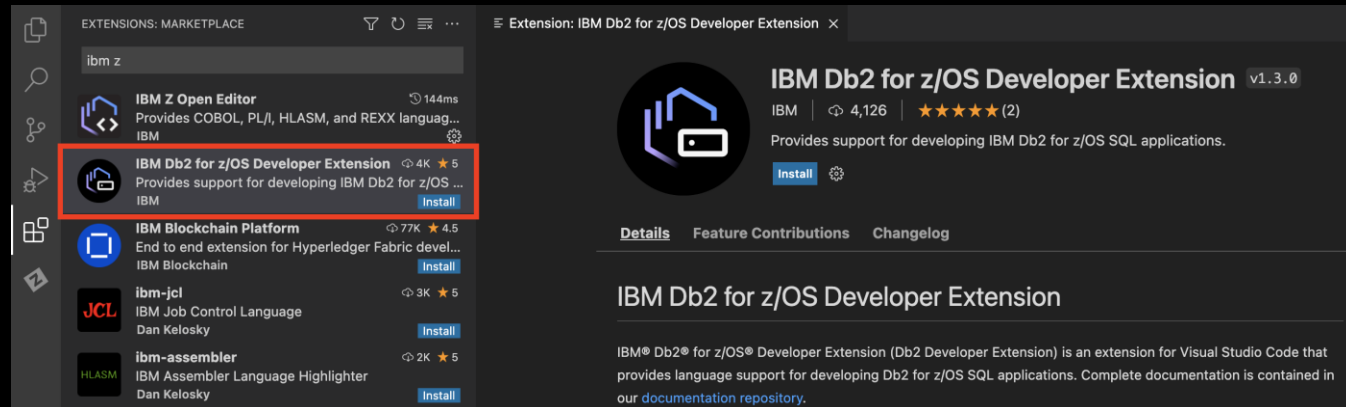 EXTENSIONS: MARKETPLACE
ibm z
IBM Z Open Editor 144ms
Provides COBOL, PL/I, HLASM, and REXX languag...
IBM
IBM Db2 for z/OS Developer Extension 4K ★ 5
Provides support for developing IBM Db2 for z/OS ...
IBM Install
IBM Blockchain Platform 77K ★ 4.5
End to end extension for Hyperledger Fabric devel...
IBM Blockchain Install
JCL
ibm-jcl 3K ★ 5
IBM Job Control Language
Dan Kelosky Install
HLASM
ibm-assembler 2K ★ 5
IBM Assembler Language Highlighter
Dan Kelosky Install
Extension: IBM Db2 for z/OS Developer Extension
IBM Db2 for z/OS Developer Extension v1.3.0
IBM | 4,126 | ★★★★★(2)
Provides support for developing IBM Db2 for z/OS SQL applications.
Install
Details Feature Contributions Changelog
IBM Db2 for z/OS Developer Extension
IBM® Db2® for z/OS® Developer Extension (Db2 Developer Extension) is an extension for Visual Studio Code that
provides language support for developing Db2 for z/OS SQL applications. Complete documentation is contained in
our documentation repository.